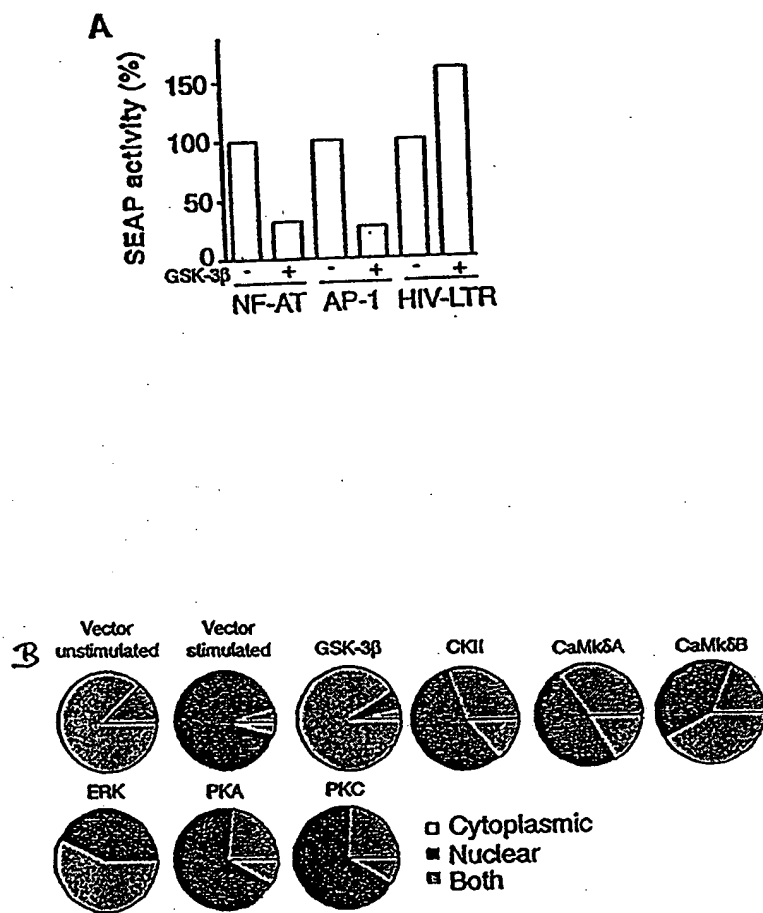 A
SEAP activity (%)
150
100
50
0
GSK-3β - + - + - +
NF-AT AP-1 HIV-LTR
B
Vector unstimulated
Vector stimulated
GSK-3β
CKII
CaMkδA
CaMkδB
ERK
PKA
PKC
Cytoplasmic
Nuclear
Both